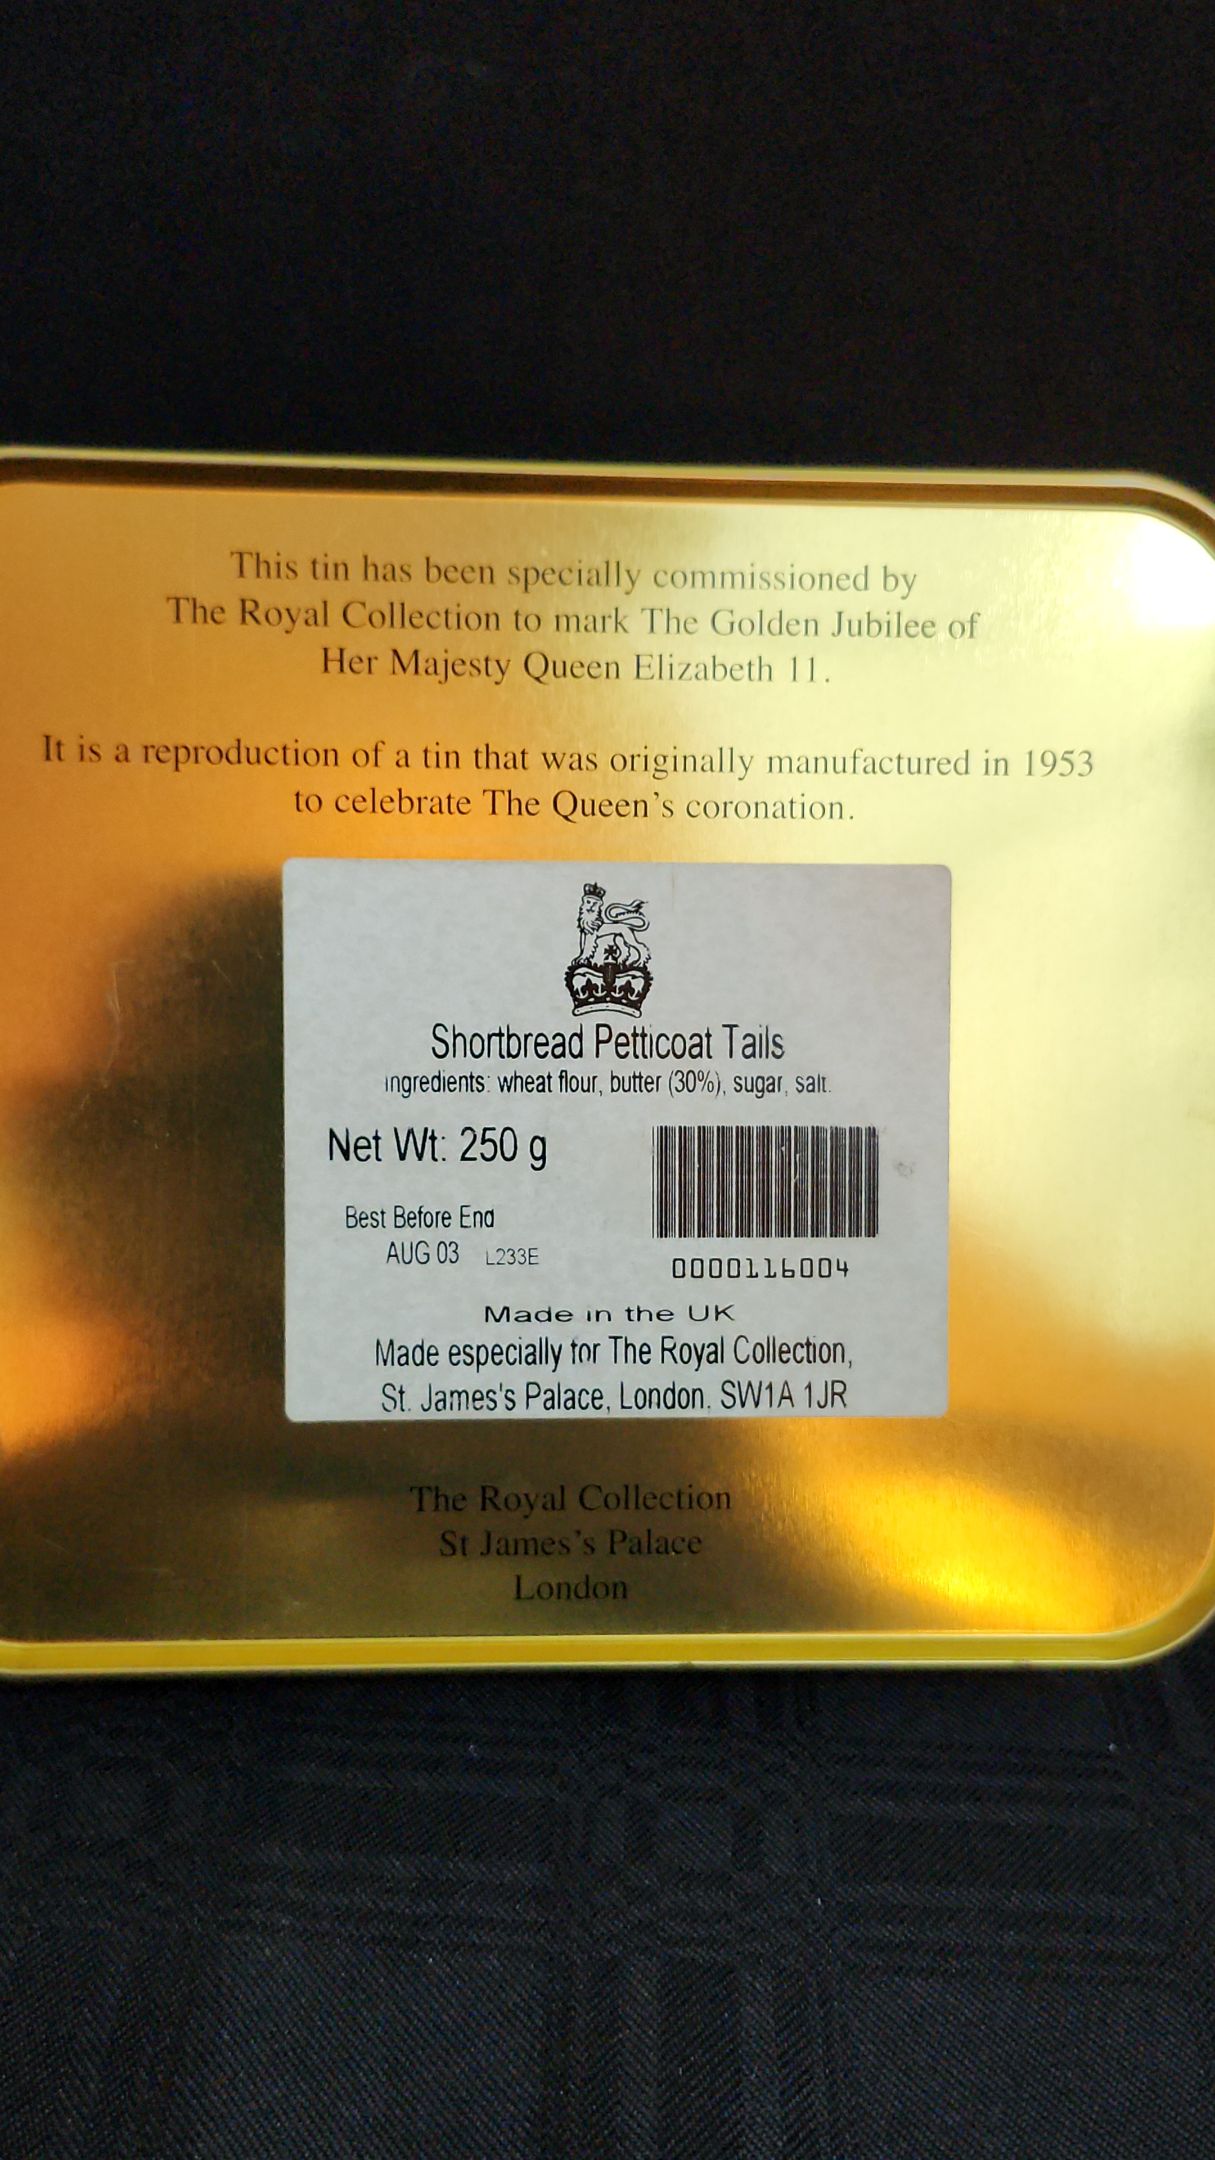 This tin has been specially commissioned by
The Royal Collection to mark The Golden Jubilee of
Her Majesty Queen Elizabeth 11.
It is a reproduction of a tin that was originally manufactured in 1953
to celebrate The Queen's coronation.
Shortbread Petticoat Tails
ingredients: wheat flour, butter (30%), sugar, salt.
Net Wt: 250 g
Best Before End
AUG 03 L233E
0000116004
Made in the UK
Made especially for The Royal Collection,
St. James's Palace, London. SW1A 1JR
The Royal Collection
St James's Palace
London